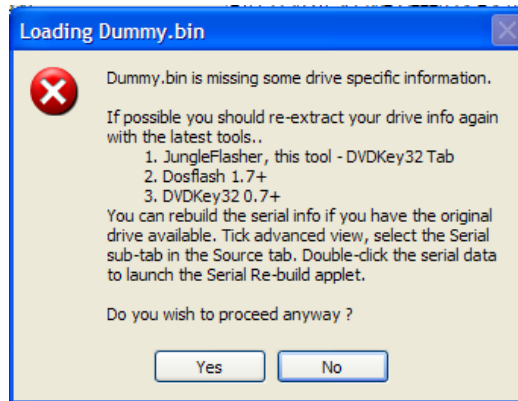 Loading Dummy.bin
Dummy.bin is missing some drive specific information.
If possible you should re-extract your drive info again
with the latest tools..
1. JungleFlasher, this tool - DVDKey32 Tab
2. Dosflash 1.7+
3. DVDKey32 0.7+
You can rebuild the serial info if you have the original
drive available. Tick advanced view, select the Serial
sub-tab in the Source tab. Double-click the serial data
to launch the Serial Re-build applet.
Do you wish to proceed anyway ?
Yes
No